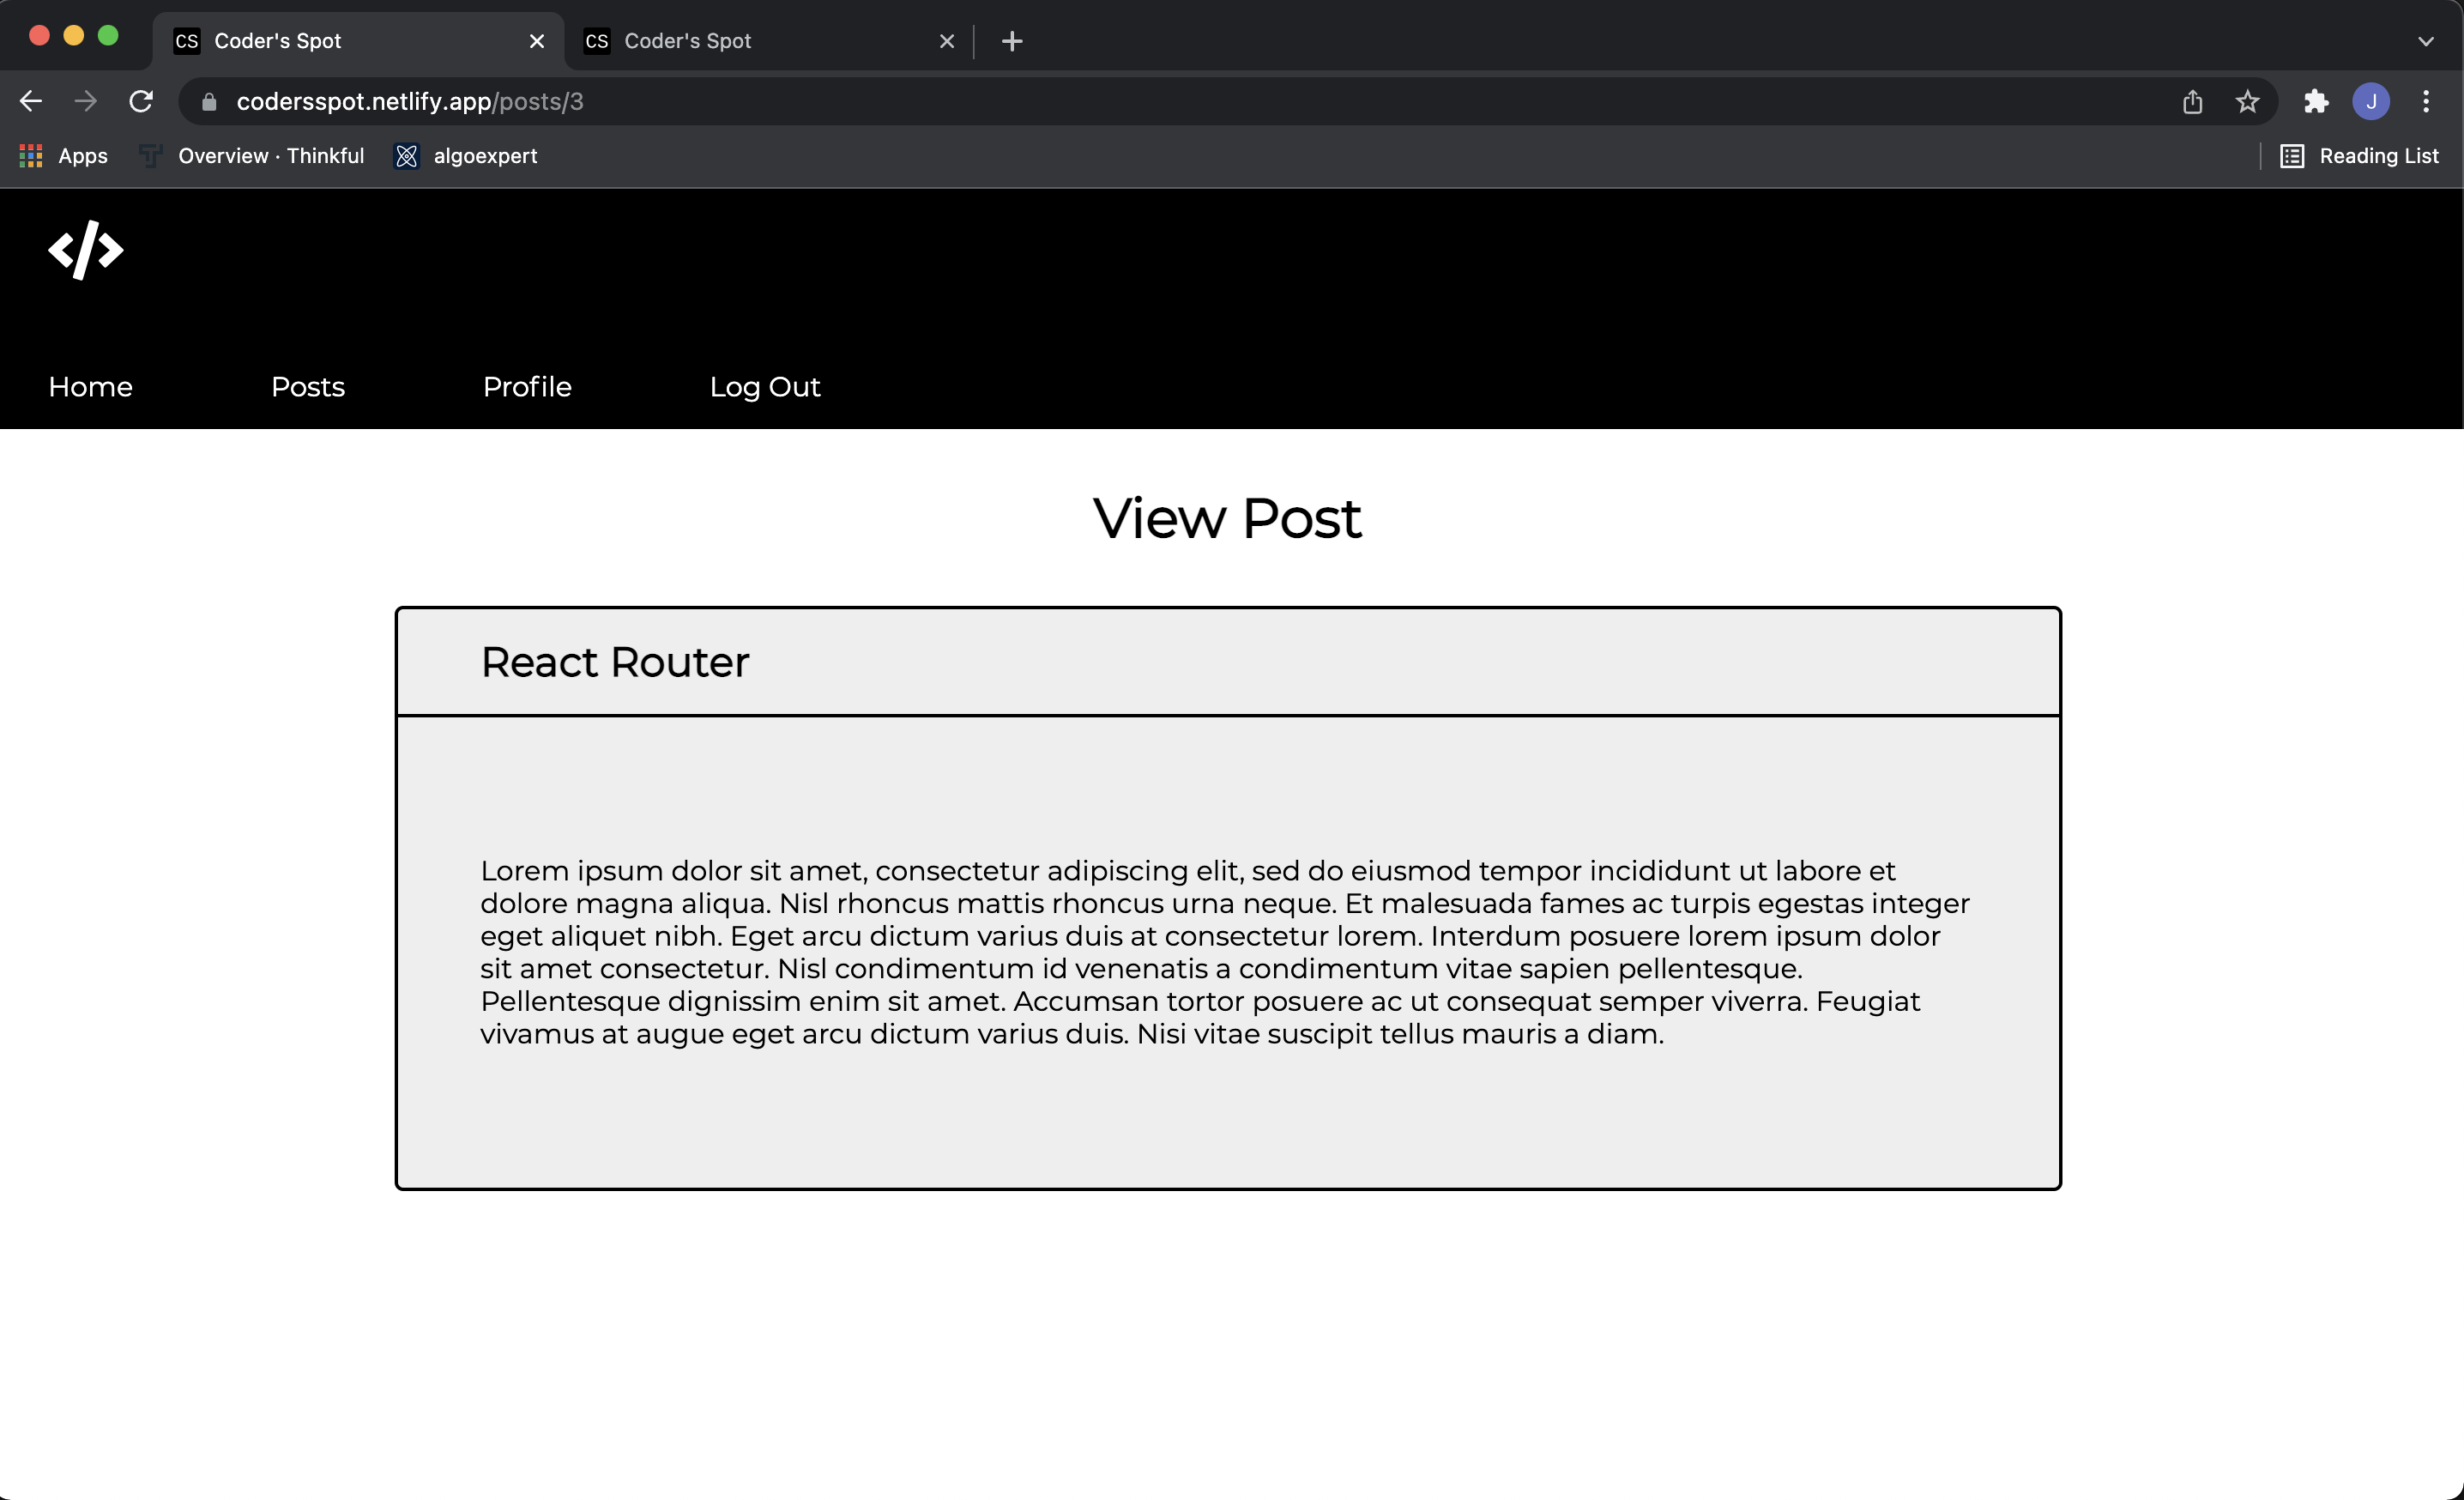 CS Coder's Spot
CS Coder's Spot
codersspot.netlify.app/posts/3
J
Apps
Overview · Thinkful
algoexpert
Reading List
</>
Home
Posts
Profile
Log Out
View Post
React Router
Lorem ipsum dolor sit amet, consectetur adipiscing elit, sed do eiusmod tempor incididunt ut labore et
dolore magna aliqua. Nisl rhoncus mattis rhoncus urna neque. Et malesuada fames ac turpis egestas integer
eget aliquet nibh. Eget arcu dictum varius duis at consectetur lorem. Interdum posuere lorem ipsum dolor
sit amet consectetur. Nisl condimentum id venenatis a condimentum vitae sapien pellentesque.
Pellentesque dignissim enim sit amet. Accumsan tortor posuere ac ut consequat semper viverra. Feugiat
vivamus at augue eget arcu dictum varius duis. Nisi vitae suscipit tellus mauris a diam.